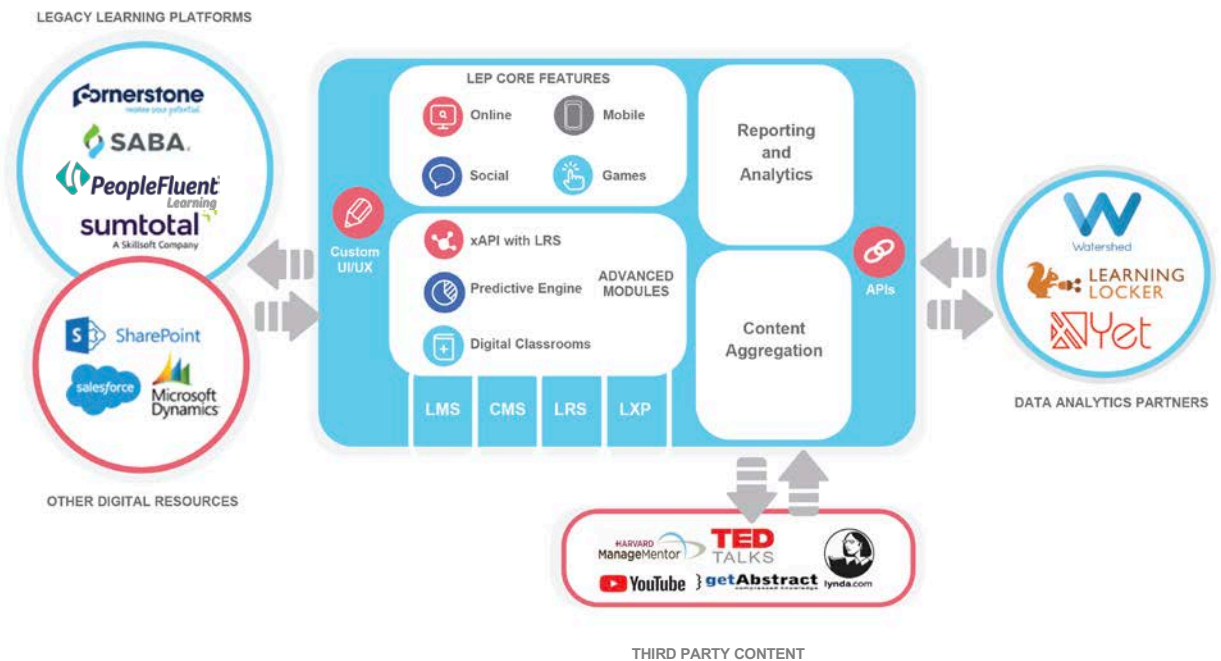 LEGACY LEARNING PLATFORMS
cornerstone
realize your potential.
SABA.
PeopleFluent
Learning
sumtotal
A Skillsoft Company
S
SharePoint
salesforce
Microsoft
Dynamics
OTHER DIGITAL RESOURCES
Custom
UI/UX
LEP CORE FEATURES
Online
Mobile
Social
Games
xAPI with LRS
Predictive Engine
Digital Classrooms
ADVANCED
MODULES
LMS
CMS
LRS
LXP
Reporting
and
Analytics
Content
Aggregation
APIs
Watershed
LEARNING
LOCKER
Yet
DATA ANALYTICS PARTNERS
HARVARD
ManageMentor
TED
TALKS
YouTube
}getAbstract
compressed knowledge
lynda.com
THIRD PARTY CONTENT